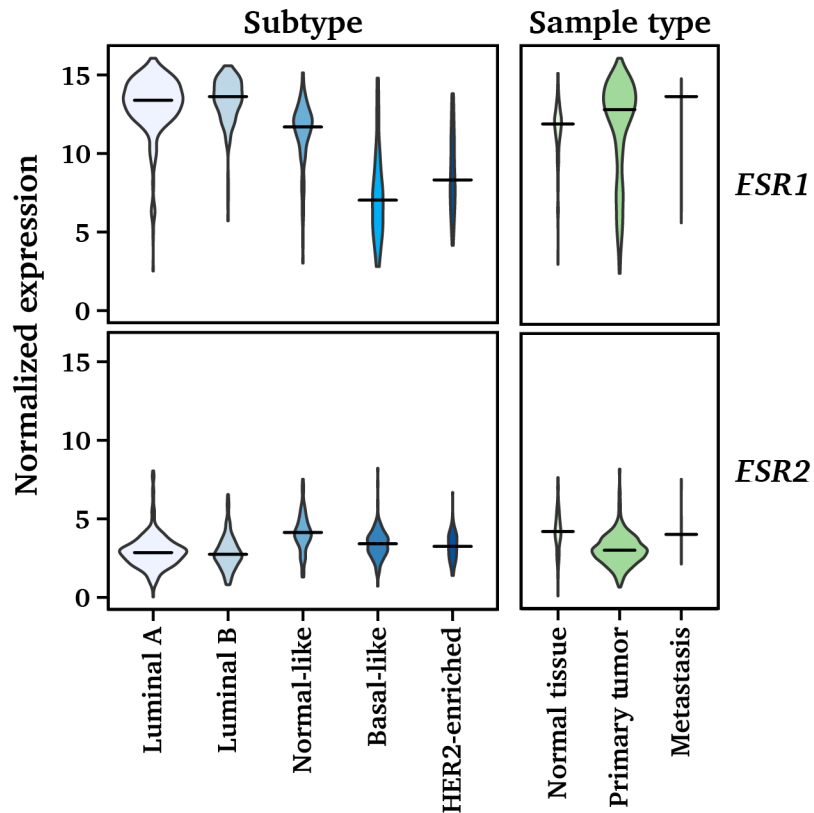 Subtype
Sample type
Normalized expression
15
10
5
0
ESR1
15
10
5
0
ESR2
Luminal A
Luminal B
Normal-like
Basal-like
HER2-enriched
Normal tissue
Primary tumor
Metastasis